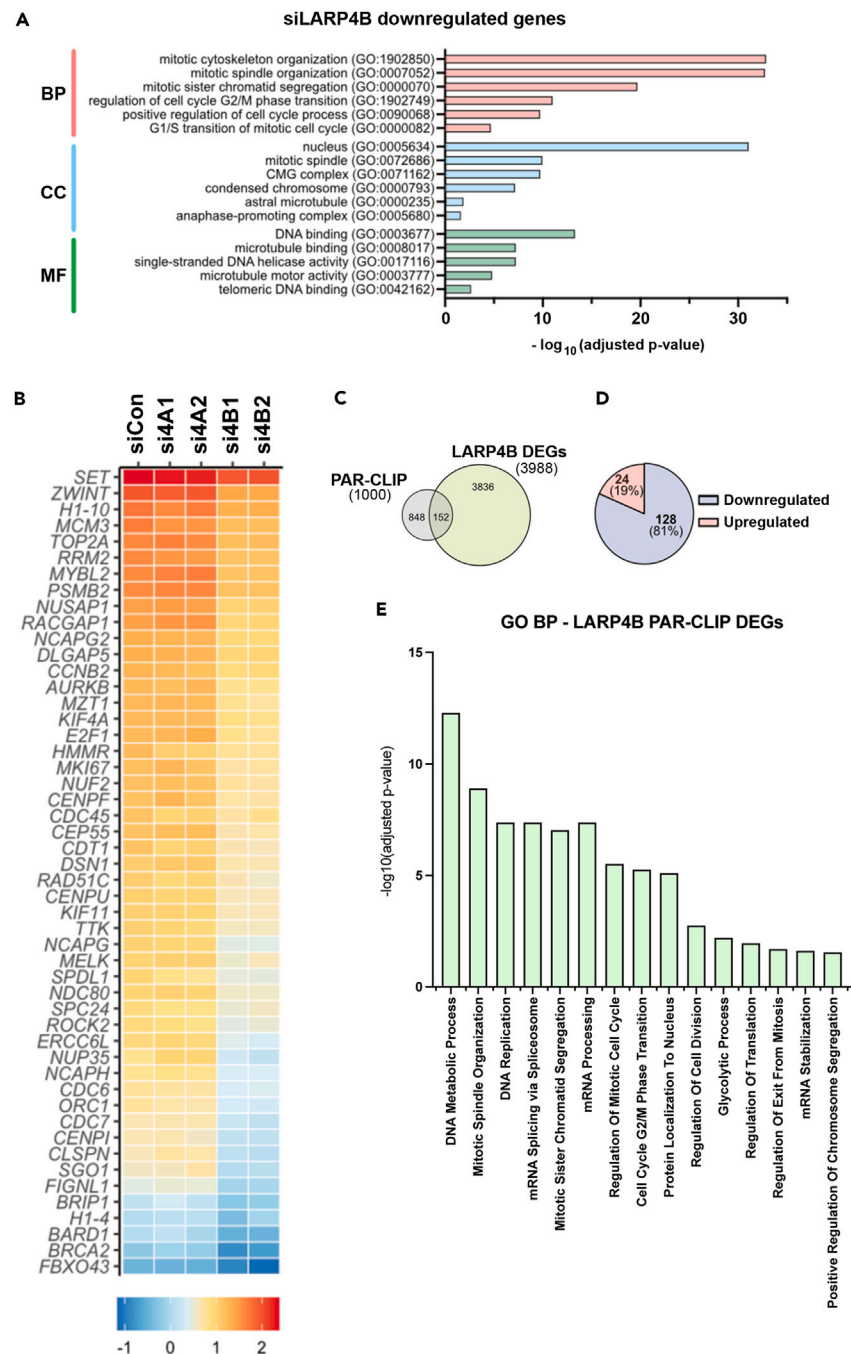 A
siLARP4B downregulated genes
BP
mitotic cytoskeleton organization (GO:1902850)
mitotic spindle organization (GO:0007052)
mitotic sister chromatid segregation (GO:0000070)
regulation of cell cycle G2/M phase transition (GO:1902749)
positive regulation of cell cycle process (GO:0090068)
G1/S transition of mitotic cell cycle (GO:0000082)
CC
nucleus (GO:0005634)
mitotic spindle (GO:0072686)
CMG complex (GO:0071162)
condensed chromosome (GO:0000793)
astral microtubule (GO:0000235)
anaphase-promoting complex (GO:0005680)
MF
DNA binding (GO:0003677)
microtubule binding (GO:0008017)
single-stranded DNA helicase activity (GO:0017116)
microtubule motor activity (GO:0003777)
telomeric DNA binding (GO:0042162)
0 10 20 30
- log10 (adjusted p-value)
B
siCon si4A1 si4A2 si4B1 si4B2
SET
ZWINT
H1-10
MCM3
TOP2A
RRM2
MYBL2
PSMB2
NUSAP1
RACGAP1
NCAPG2
DLGAP5
CCNB2
AURKB
MZT1
KIF4A
E2F1
HMMR
MKI67
NUF2
CENPF
CDC45
CEP55
CDT1
DSN1
RAD51C
CENPU
KIF11
TTK
NCAPG
MELK
SPDL1
NDC80
SPC24
ROCK2
ERCC6L
NUP35
NCAPH
CDC6
ORC1
CDC7
CENPI
CLSPN
SGO1
FIGNL1
BRIP1
H1-4
BARD1
BRCA2
FBXO43
-1 0 1 2
C
PAR-CLIP
(1000)
LARP4B DEGs
(3988)
848 152 3836
D
24
(19%)
128
(81%)
Downregulated
Upregulated
E
GO BP - LARP4B PAR-CLIP DEGs
-log10(adjusted p-value)
15
10
5
0
DNA Metabolic Process
Mitotic Spindle Organization
DNA Replication
mRNA Splicing via Spliceosome
Mitotic Sister Chromatid Segregation
mRNA Processing
Regulation Of Mitotic Cell Cycle
Cell Cycle G2/M Phase Transition
Protein Localization To Nucleus
Regulation Of Cell Division
Glycolytic Process
Regulation Of Translation
Regulation Of Exit From Mitosis
mRNA Stabilization
Positive Regulation Of Chromosome Segregation